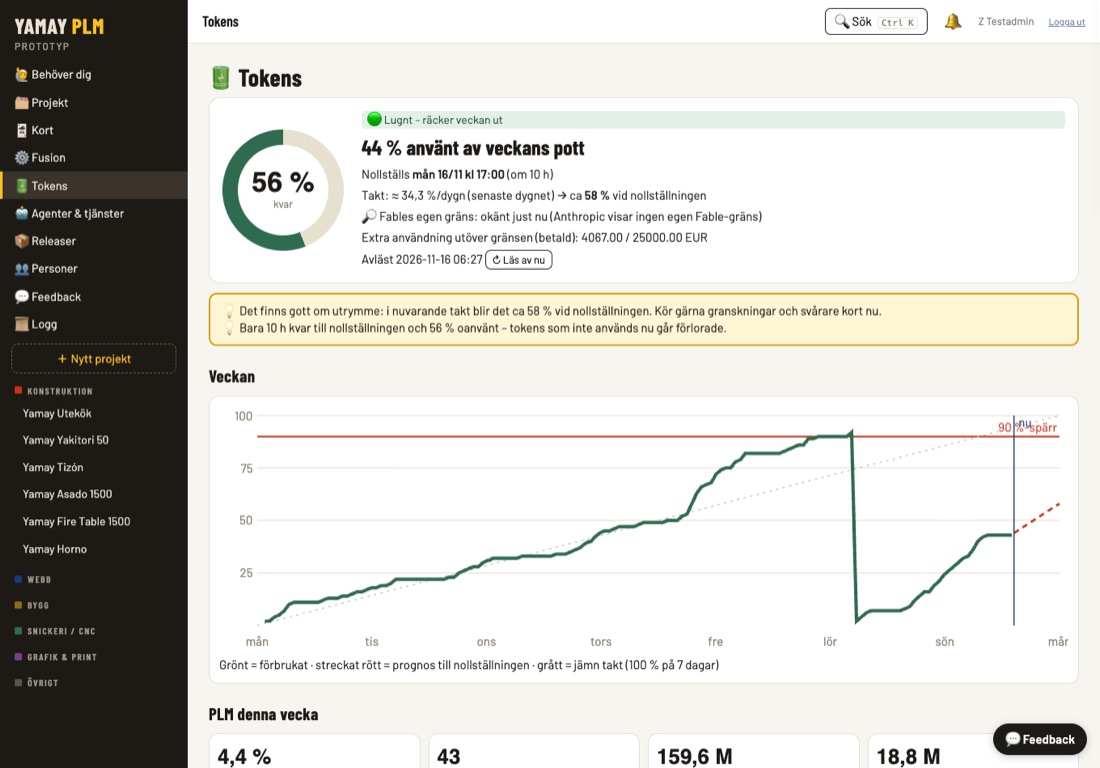 YAMAY PLM
PROTOTYP
Behöver dig
Projekt
Kort
Fusion
Tokens
Agenter & tjänster
Releaser
Personer
Feedback
Logg
+ Nytt projekt
KONSTRUKTION
Yamay Utekök
Yamay Yakitori 50
Yamay Tizón
Yamay Asado 1500
Yamay Fire Table 1500
Yamay Horno
WEBB
BYGG
SNICKERI / CNC
GRAFIK & PRINT
ÖVRIGT
Tokens
Sök Ctrl K
Z Testadmin
Logga ut
Tokens
56 %
kvar
Lugnt – räcker veckan ut
44 % använt av veckans pott
Nollställs mån 16/11 kl 17:00 (om 10 h)
Takt: ≈ 34,3 %/dygn (senaste dygnet) → ca 58 % vid nollställningen
Fables egen gräns: okänt just nu (Anthropic visar ingen egen Fable-gräns)
Extra användning utöver gränsen (betald): 4067.00 / 25000.00 EUR
Avläst 2026-11-16 06:27 ↻ Läs av nu
Det finns gott om utrymme: i nuvarande takt blir det ca 58 % vid nollställningen. Kör gärna granskningar och svårare kort nu.
Bara 10 h kvar till nollställningen och 56 % oanvänt – tokens som inte används nu går förlorade.
Veckan
100
75
50
25
90 %-spärr
nu
mån tis ons tors fre lör sön mår
Grönt = förbrukat · streckat rött = prognos till nollställningen · grått = jämn takt (100 % på 7 dagar)
PLM denna vecka
4,4 %
43
159,6 M
18,8 M
Feedback